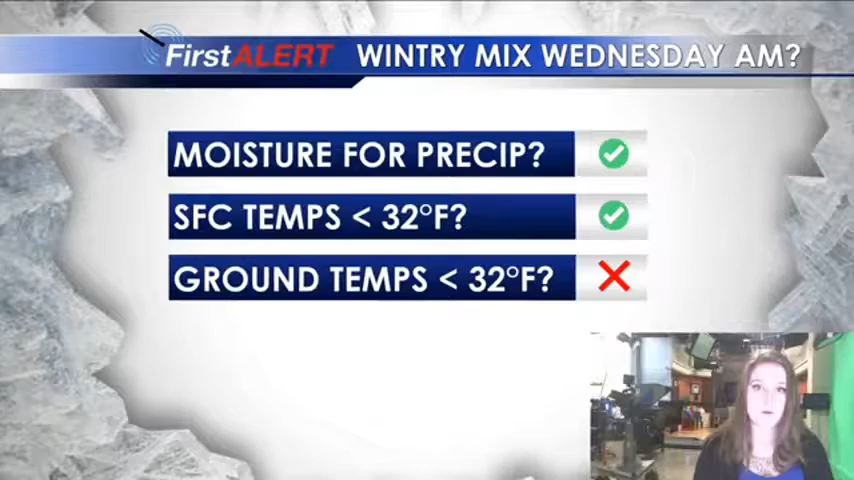 FirstALERT WINTRY MIX WEDNESDAY AM?
MOISTURE FOR PRECIP?
SFC TEMPS < 32°F?
GROUND TEMPS < 32°F?